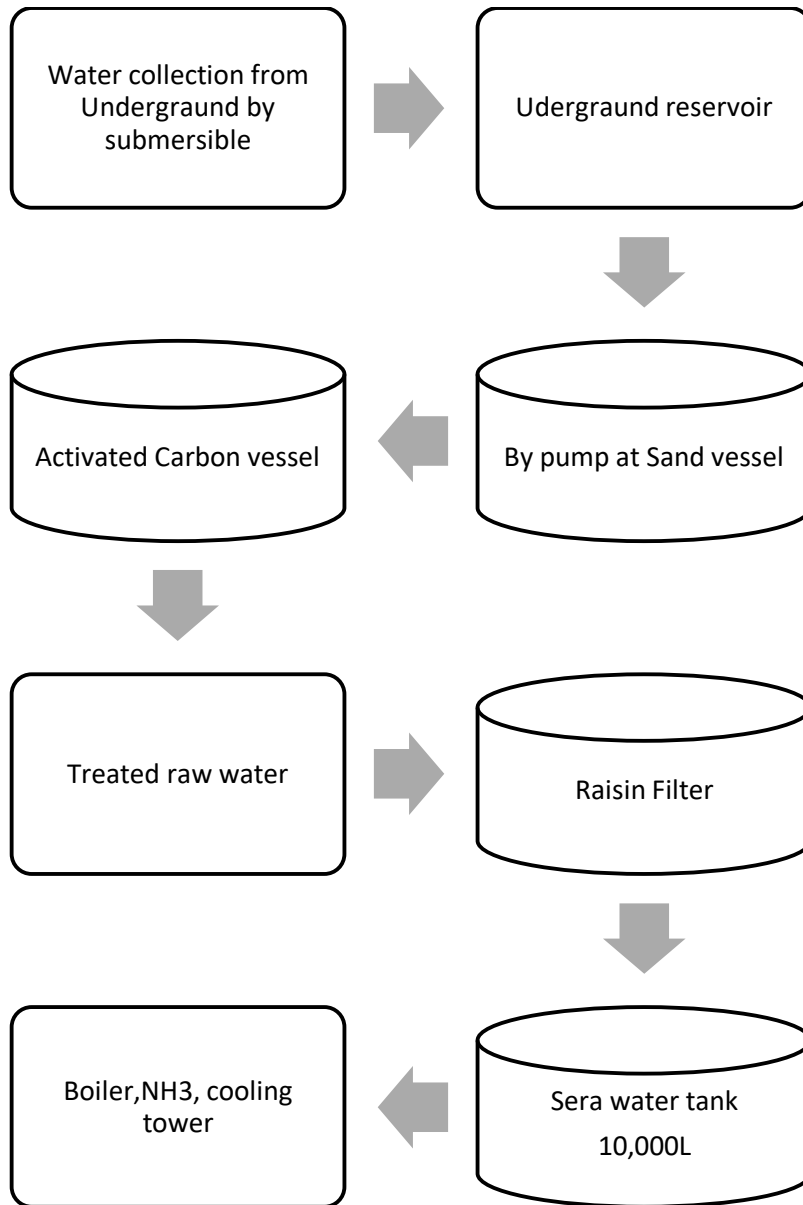 Water collection from
Undergraund by
submersible
Udergraund reservoir
By pump at Sand vessel
Activated Carbon vessel
Treated raw water
Raisin Filter
Sera water tank
10,000L
Boiler,NH3, cooling
tower